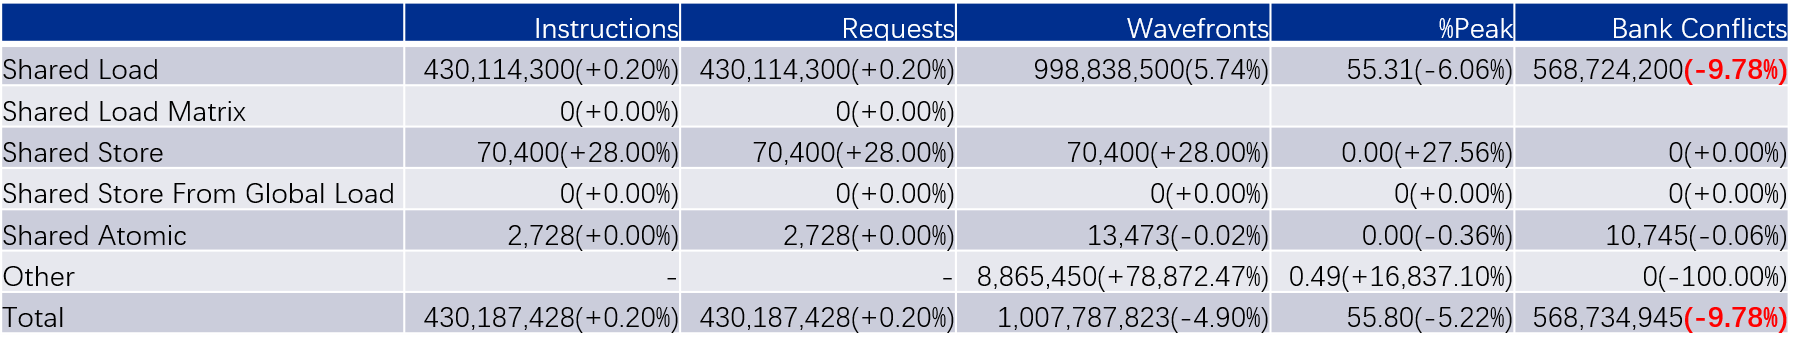 Instructions Requests Wavefronts %Peak Bank Conflicts
Shared Load 430,114,300(+0.20%) 430,114,300(+0.20%) 998,838,500(5.74%) 55.31(-6.06%) 568,724,200(-9.78%)
Shared Load Matrix 0(+0.00%) 0(+0.00%)
Shared Store 70,400(+28.00%) 70,400(+28.00%) 70,400(+28.00%) 0.00(+27.56%) 0(+0.00%)
Shared Store From Global Load 0(+0.00%) 0(+0.00%) 0(+0.00%) 0(+0.00%) 0(+0.00%)
Shared Atomic 2,728(+0.00%) 2,728(+0.00%) 13,473(-0.02%) 0.00(-0.36%) 10,745(-0.06%)
Other - - 8,865,450(+78,872.47%) 0.49(+16,837.10%) 0(-100.00%)
Total 430,187,428(+0.20%) 430,187,428(+0.20%) 1,007,787,823(-4.90%) 55.80(-5.22%) 568,734,945(-9.78%)